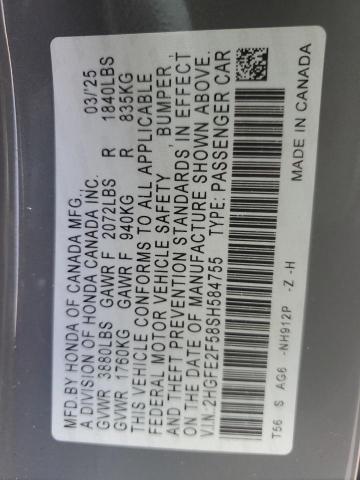 MFD.BY HONDA OF CANADA MFG.,
A DIVISION OF HONDA CANADA INC. 03/'25
GVWR 3880LBS GAWR F 2072LBS R 1840LBS
GVWR 1760KG GAWR F 940KG R 835KG
THIS VEHICLE CONFORMS TO ALL APPLICABLE
FEDERAL MOTOR VEHICLE SAFETY , BUMPER ,
AND THEFT PREVENTION STANDARDS IN EFFECT
ON THE DATE OF MANUFACTURE SHOWN ABOVE.
V.I.N:2HGFE2F58SH584755 TYPE: PASSENGER CAR
T56 S AG6 -NH912P -Z -H MADE IN CANADA